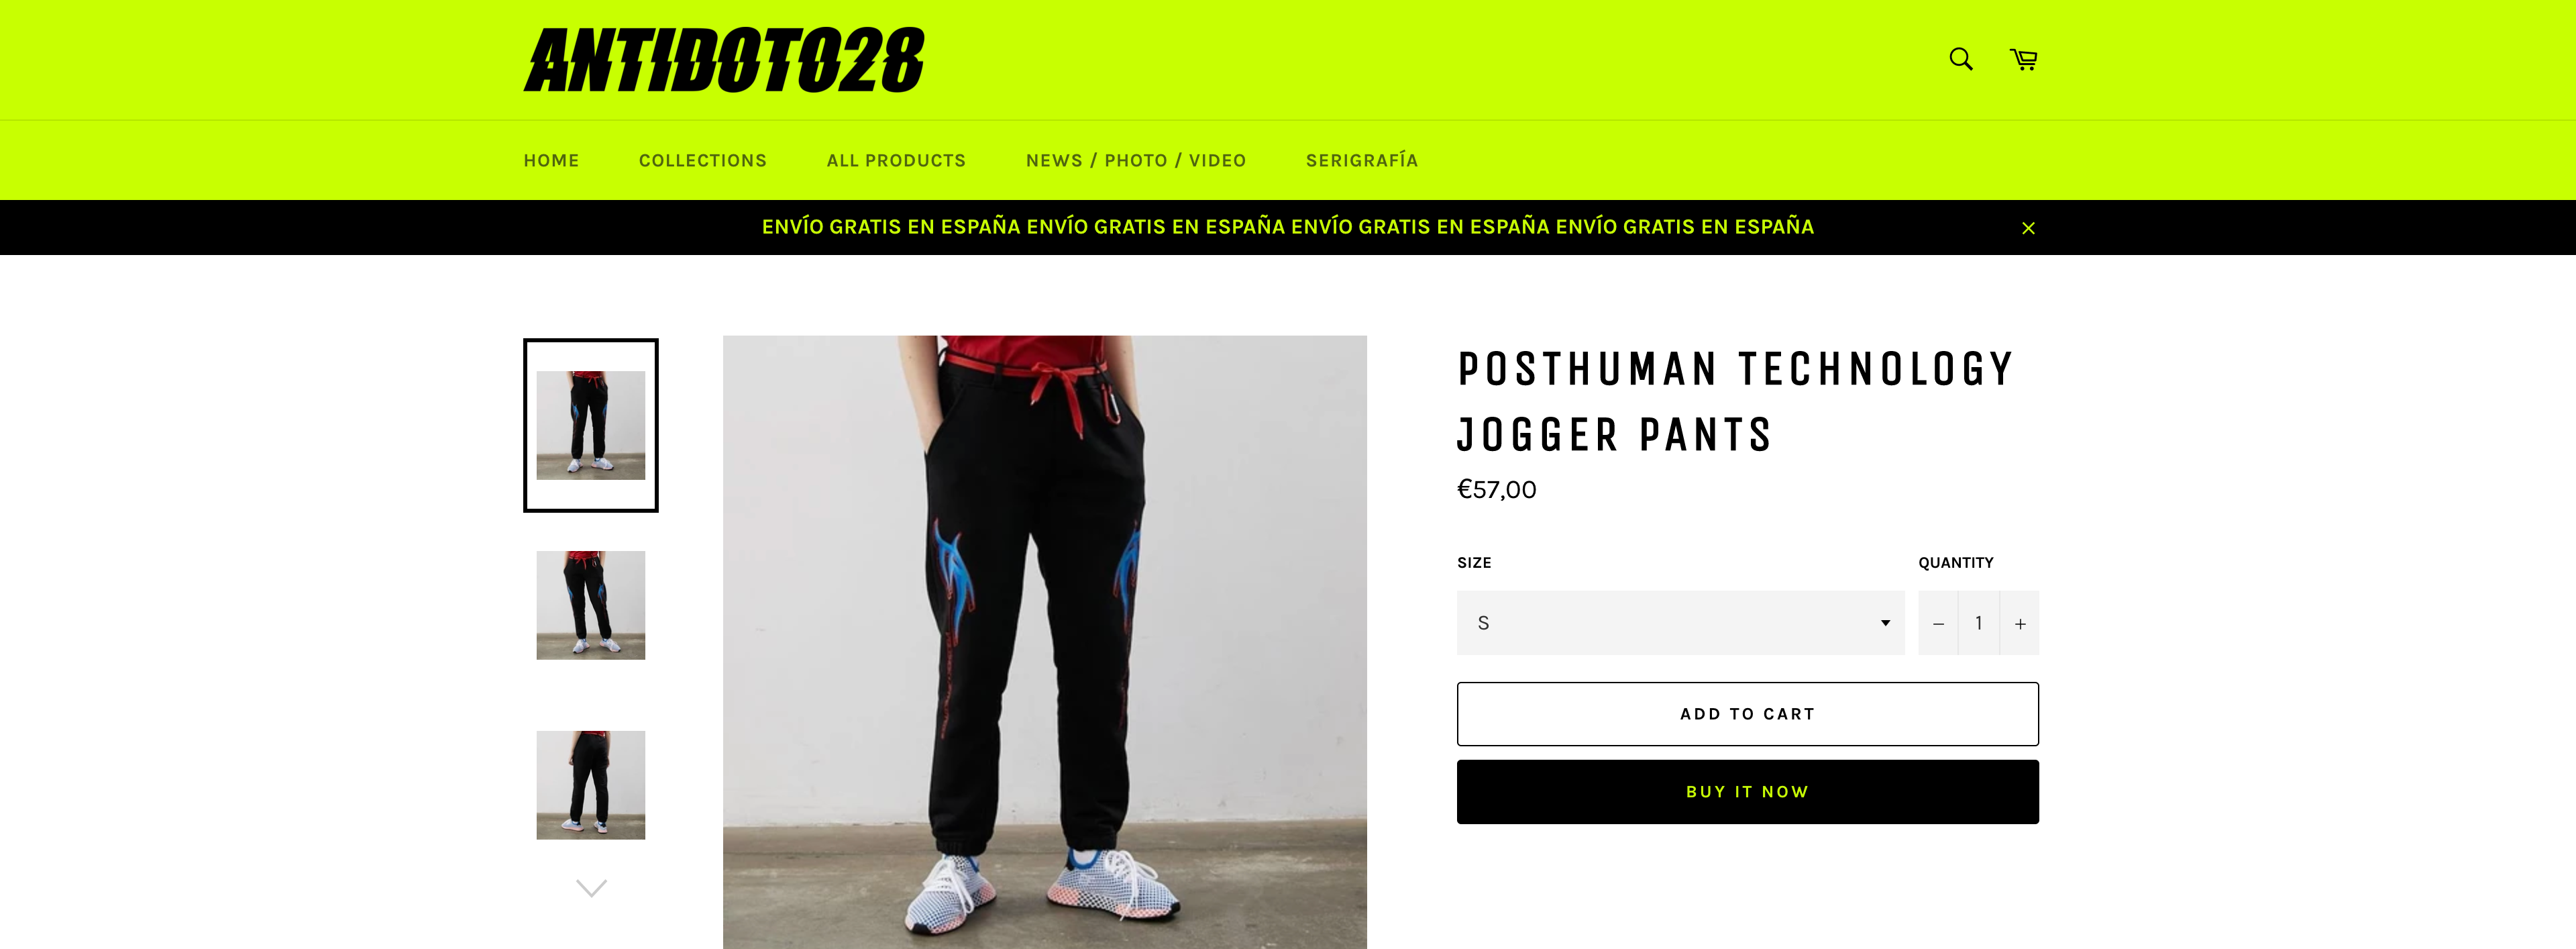 ANTIDOTO28
HOME COLLECTIONS ALL PRODUCTS NEWS / PHOTO / VIDEO SERIGRAFÍA
ENVÍO GRATIS EN ESPAÑA ENVÍO GRATIS EN ESPAÑA ENVÍO GRATIS EN ESPAÑA ENVÍO GRATIS EN ESPAÑA
POSTHUMAN TECHNOLOGY
JOGGER PANTS
€57,00
SIZE QUANTITY
S 1
ADD TO CART
BUY IT NOW